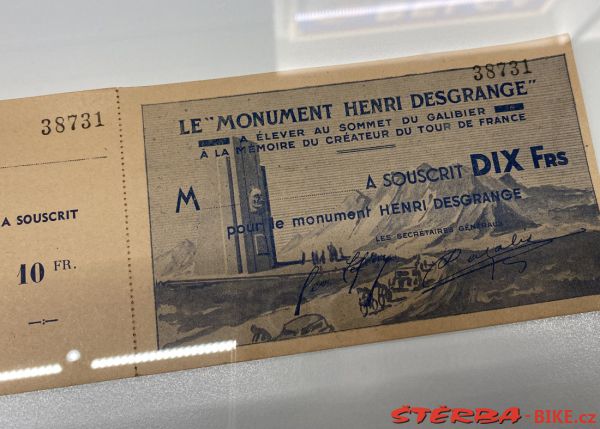 38731
A SOUSCRIT
10 FR.
38731
LE "MONUMENT HENRI DESGRANGE"
A ÉLEVER AU SOMMET DU GALIBIER
À LA MÉMOIRE DU CRÉATEUR DU TOUR DE FRANCE
M A SOUSCRIT DIX FRS
pour le monument HENRI DESGRANGE
LES SECRÉTAIRES GÉNÉRAUX
ŠTĚRBA-BIKE.cz